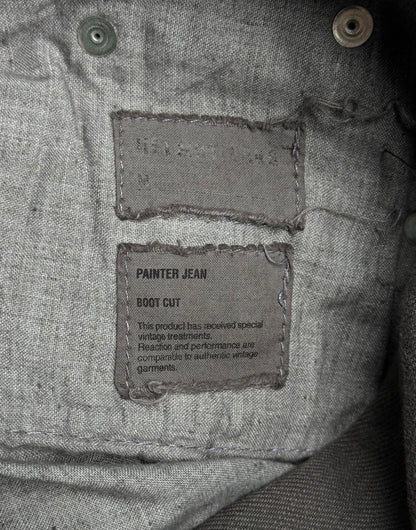 M
PAINTER JEAN
BOOT CUT
This product has received special
vintage treatments.
Reaction and performance are
comparable to authentic vintage
garments.